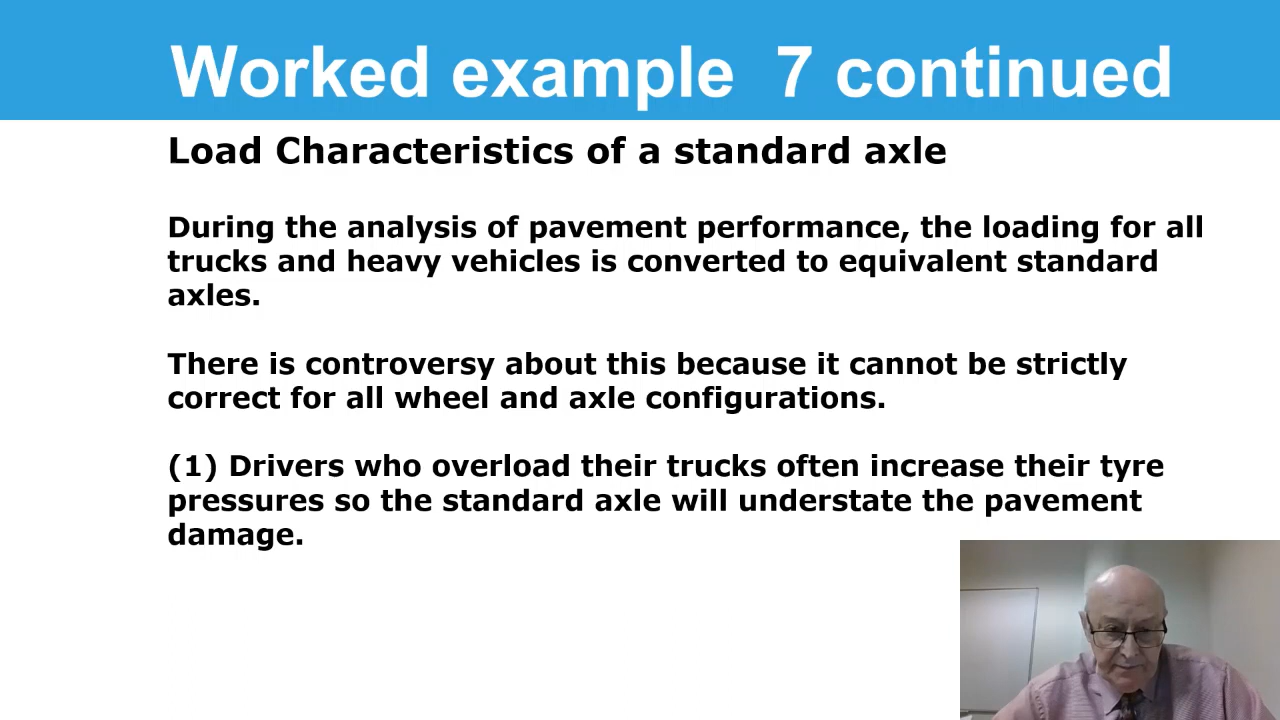 Worked example 7 continued
Load Characteristics of a standard axle
During the analysis of pavement performance, the loading for all
trucks and heavy vehicles is converted to equivalent standard
axles.
There is controversy about this because it cannot be strictly
correct for all wheel and axle configurations.
(1) Drivers who overload their trucks often increase their tyre
pressures so the standard axle will understate the pavement
damage.